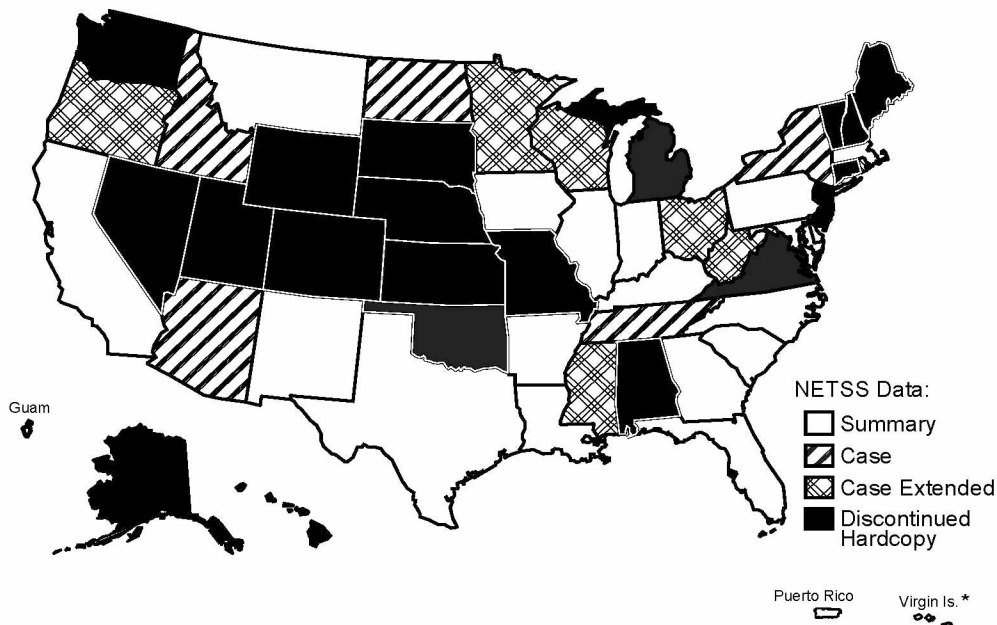 NETSS Data:
Guam
Summary
Case
Case Extended
Discontinued
Hardcopy
Puerto Rico
Virgin Is.*